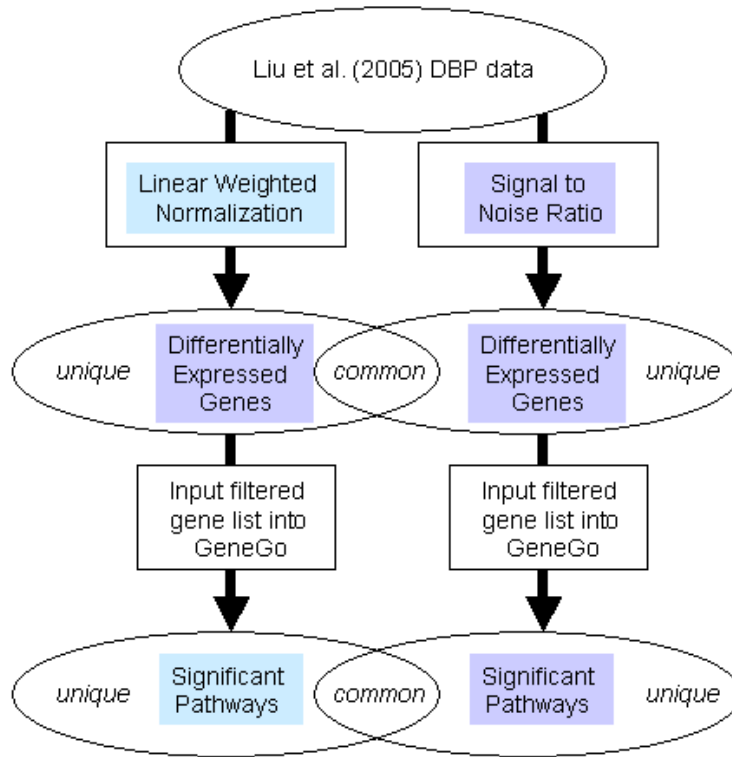 Liu et al. (2005) DBP data
Linear Weighted
Normalization
Signal to
Noise Ratio
unique
Differentially
Expressed
Genes
common
Differentially
Expressed
Genes
unique
Input filtered
gene list into
GeneGo
Input filtered
gene list into
GeneGo
unique
Significant
Pathways
common
Significant
Pathways
unique